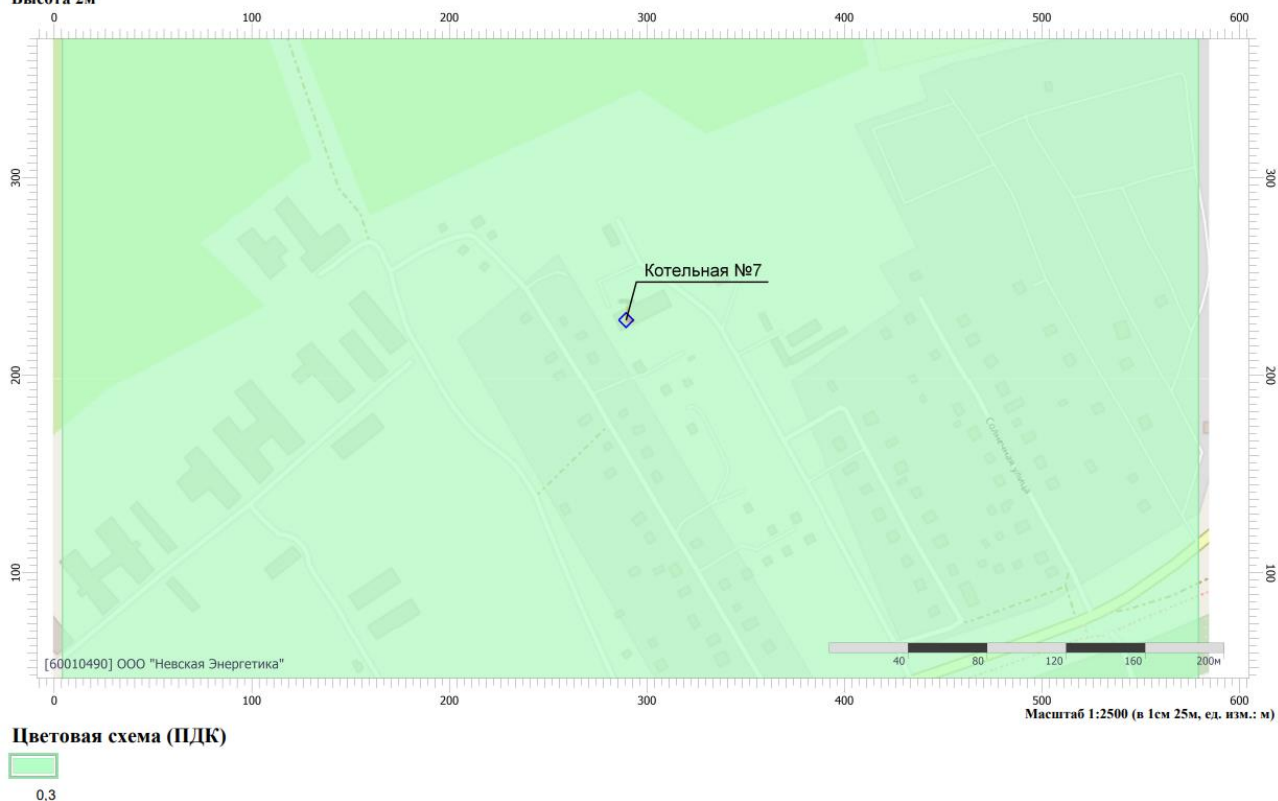 Высота 2м
0 100 200 300 400 500 600
300 300
Котельная №7
200 200
Солнечная улица
100 100
[60010490] ООО "Невская Энергетика"
40 80 120 160 200м
0 100 200 300 400 500 600
Масштаб 1:2500 (в 1см 25м, ед. изм.: м)
Цветовая схема (ПДК)
0,3